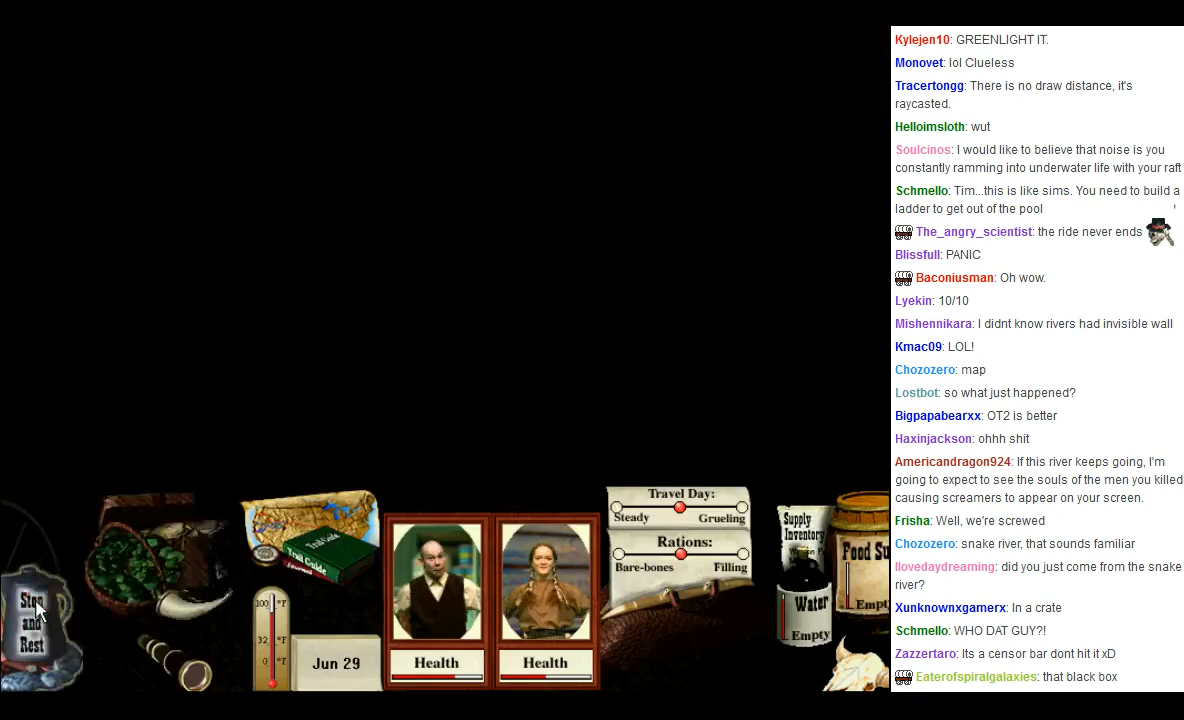 Kylejen10: GREENLIGHT IT.
Monovet: lol Clueless
Tracertongg: There is no draw distance, it's
raycasted.
Helloimsloth: wut
Soulcinos: I would like to believe that noise is you
constantly ramming into underwater life with your raft
Schmello: Tim...this is like sims. You need to build a
ladder to get out of the pool
The_angry_scientist: the ride never ends
Blissfull: PANIC
Baconiusman: Oh wow.
Lyekin: 10/10
Mishennikara: I didnt know rivers had invisible wall
Kmac09: LOL!
Chozozero: map
Lostbot: so what just happened?
Bigpapabearxx: OT2 is better
Haxinjackson: ohhh shit
Americandragon924: If this river keeps going, I'm
going to expect to see the souls of the men you killed
causing screamers to appear on your screen.
Frisha: Well, we're screwed
Chozozero: snake river, that sounds familiar
Ilovedaydreaming: did you just come from the snake
river?
Xunknownxgamerx: In a crate
Schmello: WHO DAT GUY?!
Zazzertaro: Its a censor bar dont hit it xD
Eaterofspiralgalaxies: that black box
Stop
and
Rest
Trail Guide
Trail
Guide
100 °F
32 °F
0 °F
Jun 29
Health
Health
Travel Day:
Steady Grueling
Rations:
Bare-bones Filling
Supply
Inventory
Water
Empty
Food Su
Empt